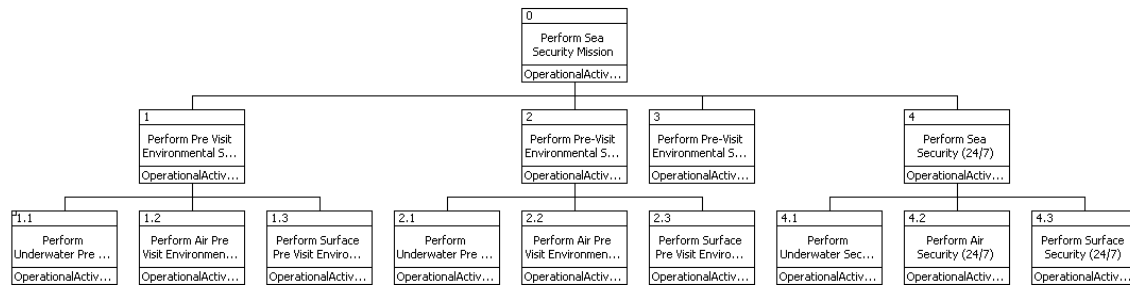 0
Perform Sea
Security Mission
OperationalActiv...
1
Perform Pre Visit
Environmental S...
OperationalActiv...
2
Perform Pre-Visit
Environmental S...
OperationalActiv...
3
Perform Pre-Visit
Environmental S...
OperationalActiv...
4
Perform Sea
Security (24/7)
OperationalActiv...
1.1
Perform
Underwater Pre ...
OperationalActiv...
1.2
Perform Air Pre
Visit Environmen...
OperationalActiv...
1.3
Perform Surface
Pre Visit Enviro...
OperationalActiv...
2.1
Perform
Underwater Pre ...
OperationalActiv...
2.2
Perform Air Pre
Visit Environmen...
OperationalActiv...
2.3
Perform Surface
Pre Visit Enviro...
OperationalActiv...
4.1
Perform
Underwater Sec...
OperationalActiv...
4.2
Perform Air
Security (24/7)
OperationalActiv...
4.3
Perform Surface
Security (24/7)
OperationalActiv...